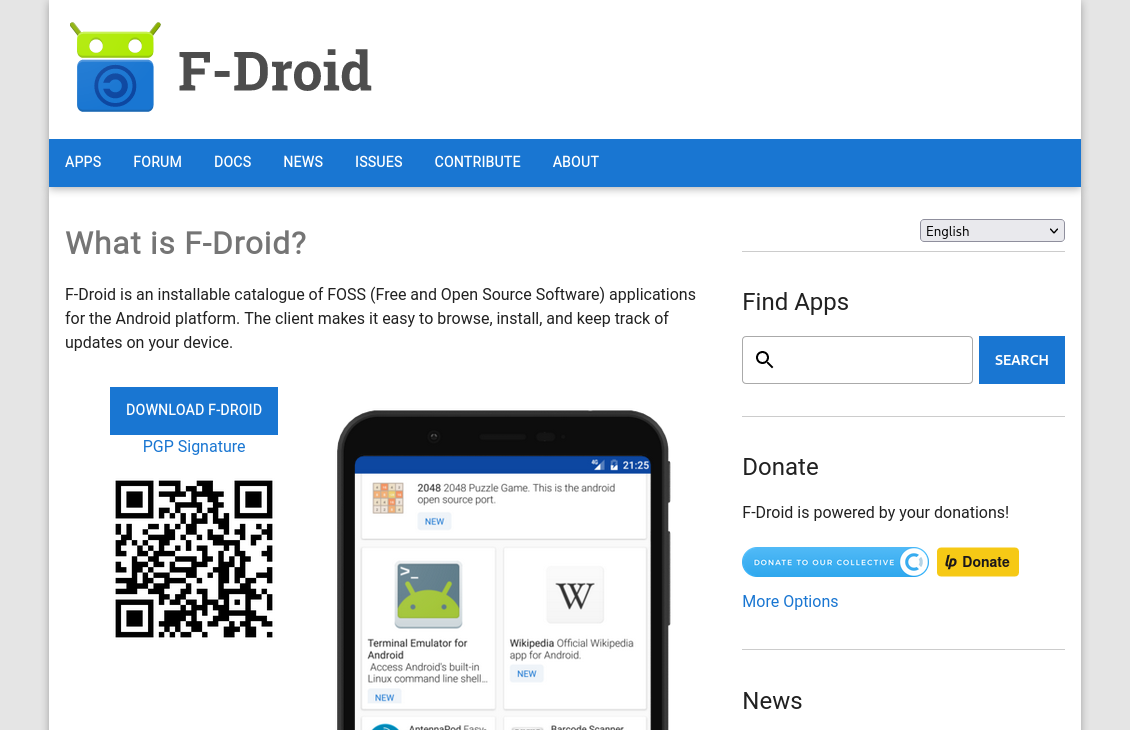 F-Droid
APPS FORUM DOCS NEWS ISSUES CONTRIBUTE ABOUT
What is F-Droid?
F-Droid is an installable catalogue of FOSS (Free and Open Source Software) applications
for the Android platform. The client makes it easy to browse, install, and keep track of
updates on your device.
DOWNLOAD F-DROID
PGP Signature
4G 21:25
2048 2048 Puzzle Game. This is the android
open source port.
NEW
>_
Terminal Emulator for
Android
Access Android's built-in
Linux command line shell...
NEW
W
Wikipedia Official Wikipedia
app for Android.
NEW
AntennaPod Easy-
Barcode Scanner
English
Find Apps
SEARCH
Donate
F-Droid is powered by your donations!
DONATE TO OUR COLLECTIVE
lp Donate
More Options
News